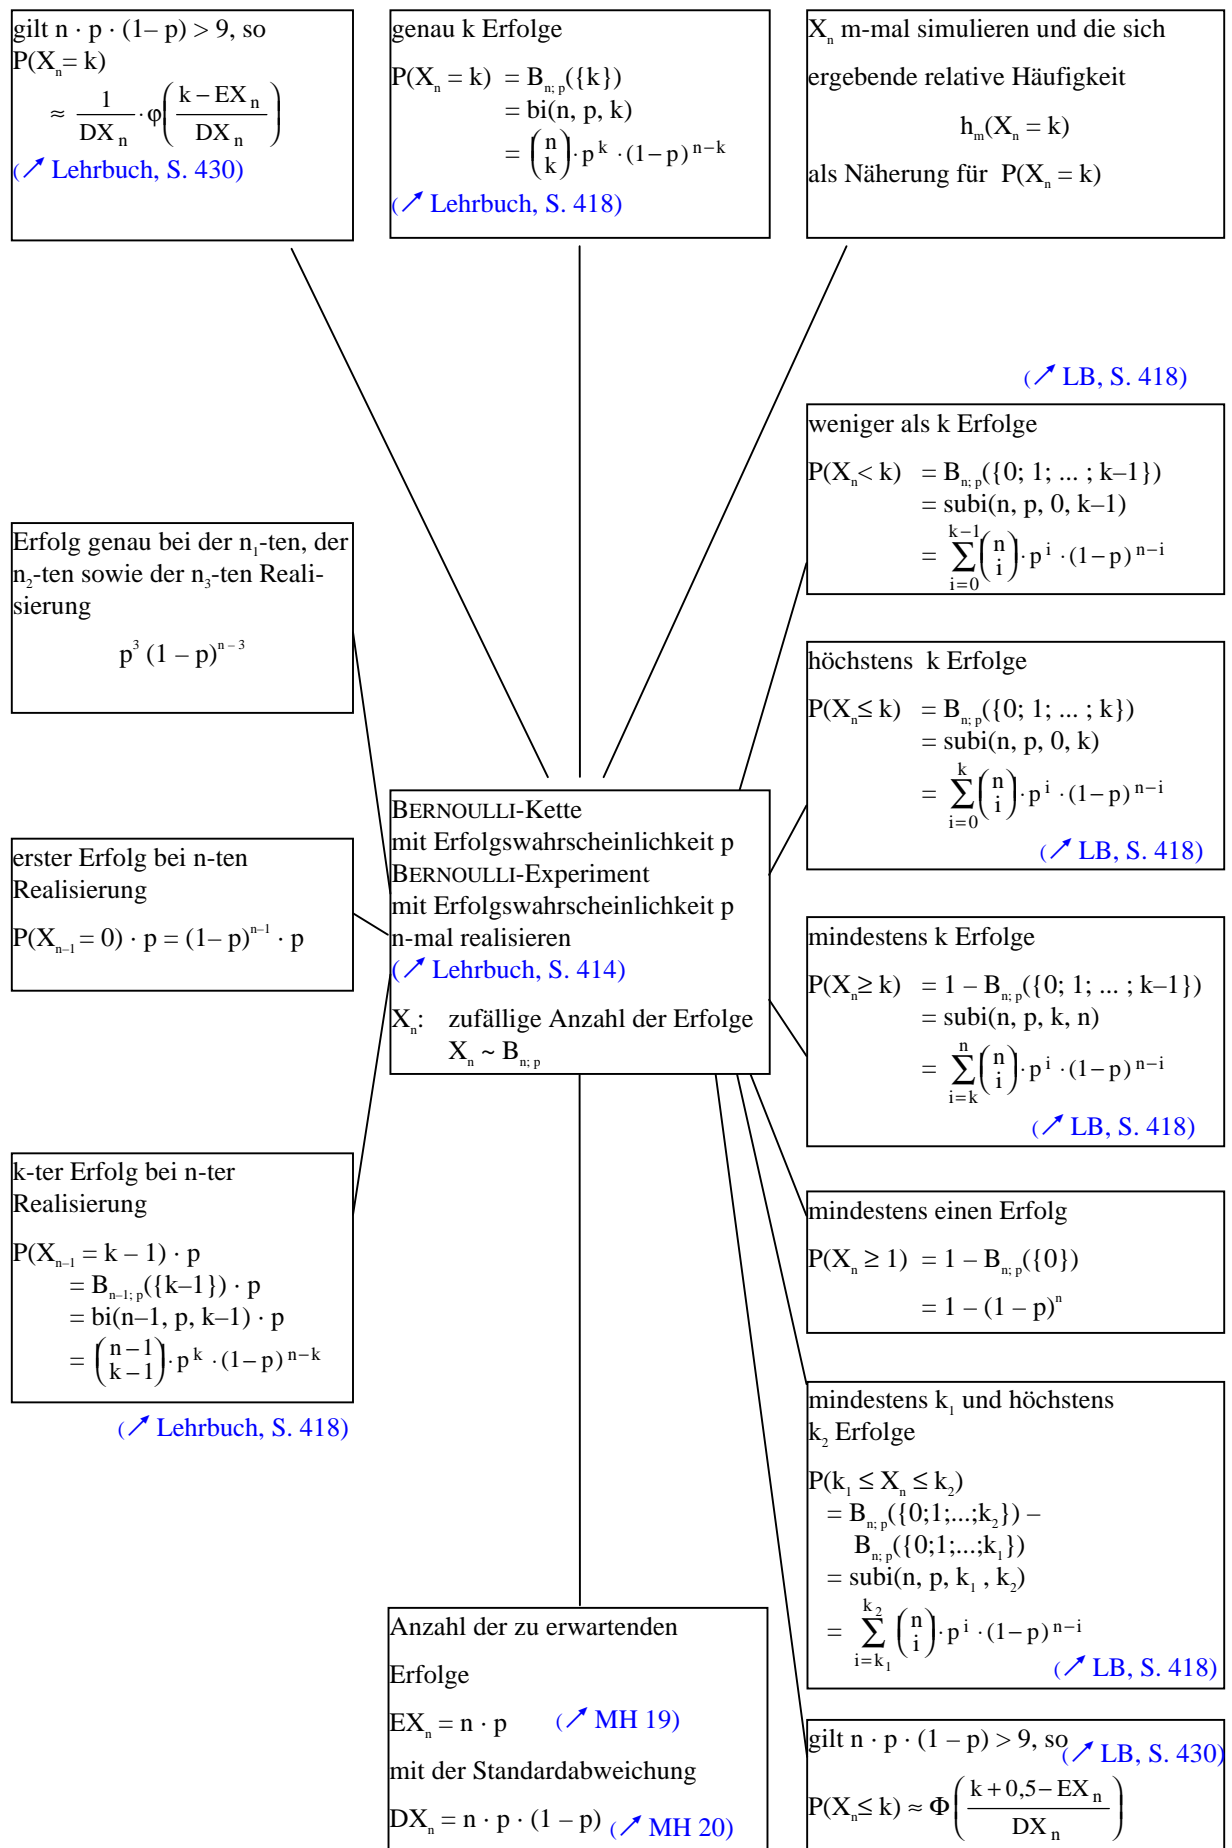 gilt n · p · (1– p) > 9, so
P(Xₙ= k)
≈ 1/(DXₙ) · φ((k – EXₙ)/(DXₙ))
(↗ Lehrbuch, S. 430)
genau k Erfolge
P(Xₙ = k) = Bₙ; ₚ({k})
= bi(n, p, k)
= (n k) · p^k · (1–p)^(n–k)
(↗ Lehrbuch, S. 418)
Xₙ m-mal simulieren und die sich
ergebende relative Häufigkeit
hₘ(Xₙ = k)
als Näherung für P(Xₙ = k)
(↗ LB, S. 418)
weniger als k Erfolge
P(Xₙ< k) = Bₙ; ₚ({0; 1; ... ; k–1})
= subi(n, p, 0, k–1)
= ∑_{i=0}^{k–1} (n i) · p^i · (1–p)^(n–i)
Erfolg genau bei der n₁-ten, der
n₂-ten sowie der n₃-ten Reali-
sierung
p³ (1 – p)^(n – 3)
höchstens k Erfolge
P(Xₙ≤ k) = Bₙ; ₚ({0; 1; ... ; k})
= subi(n, p, 0, k)
= ∑_{i=0}^{k} (n i) · p^i · (1–p)^(n–i)
(↗ LB, S. 418)
BERNOULLI-Kette
mit Erfolgswahrscheinlichkeit p
BERNOULLI-Experiment
mit Erfolgswahrscheinlichkeit p
n-mal realisieren
(↗ Lehrbuch, S. 414)
Xₙ: zufällige Anzahl der Erfolge
Xₙ ~ Bₙ; ₚ
erster Erfolg bei n-ten
Realisierung
P(Xₙ₋₁ = 0) · p = (1– p)^(n–1) · p
mindestens k Erfolge
P(Xₙ≥ k) = 1 – Bₙ; ₚ({0; 1; ... ; k–1})
= subi(n, p, k, n)
= ∑_{i=k}^{n} (n i) · p^i · (1–p)^(n–i)
(↗ LB, S. 418)
k-ter Erfolg bei n-ter
Realisierung
P(Xₙ₋₁ = k – 1) · p
= Bₙ₋₁; ₚ({k–1}) · p
= bi(n–1, p, k–1) · p
= (n–1 k–1) · p^k · (1–p)^(n–k)
(↗ Lehrbuch, S. 418)
mindestens einen Erfolg
P(Xₙ ≥ 1) = 1 – Bₙ; ₚ({0})
= 1 – (1 – p)ⁿ
mindestens k₁ und höchstens
k₂ Erfolge
P(k₁ ≤ Xₙ ≤ k₂)
= Bₙ; ₚ({0;1;...;k₂}) –
Bₙ; ₚ({0;1;...;k₁})
= subi(n, p, k₁ , k₂)
= ∑_{i=k₁}^{k₂} (n i) · p^i · (1–p)^(n–i)
(↗ LB, S. 418)
Anzahl der zu erwartenden
Erfolge
EXₙ = n · p (↗ MH 19)
mit der Standardabweichung
DXₙ = n · p · (1 – p) (↗ MH 20)
gilt n · p · (1 – p) > 9, so (↗ LB, S. 430)
P(Xₙ≤ k) ≈ Φ((k + 0,5 – EXₙ)/(DXₙ))